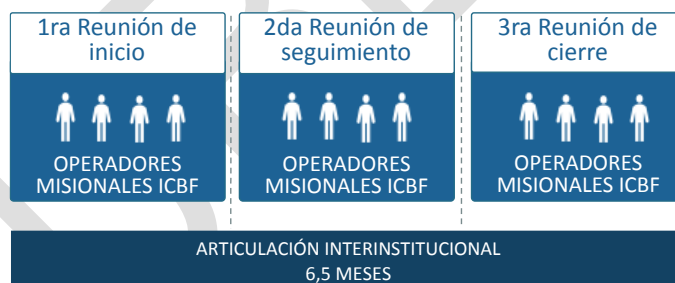 1ra Reunión de
inicio
OPERADORES
MISIONALES ICBF
2da Reunión de
seguimiento
OPERADORES
MISIONALES ICBF
3ra Reunión de
cierre
OPERADORES
MISIONALES ICBF
ARTICULACIÓN INTERINSTITUCIONAL
6,5 MESES